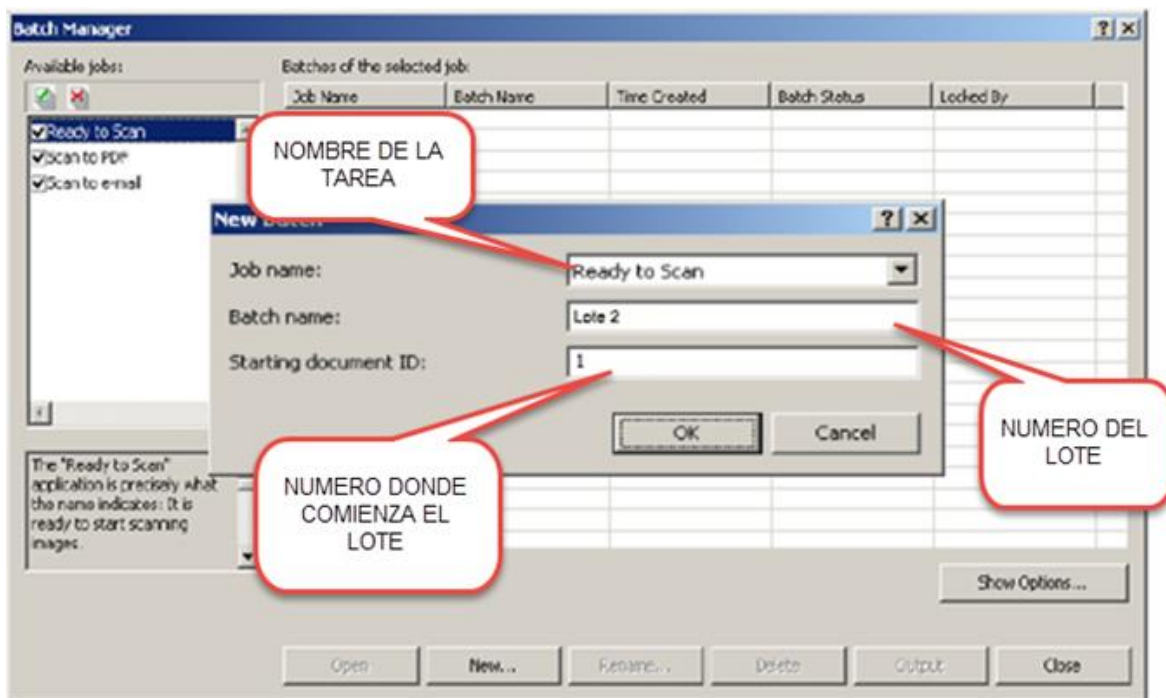 Batch Manager
Available jobs:
Batches of the selected job:
Job Name
Batch Name
Time Created
Batch Status
Locked By
Ready to Scan
Scan to PDF
Scan to e-mail
NOMBRE DE LA
TAREA
New Batch
Job name:
Ready to Scan
Batch name:
Lote 2
Starting document ID:
1
OK
Cancel
NUMERO DEL
LOTE
The "Ready to Scan"
application is precisely what
the name indicates: It is
ready to start scanning
images.
NUMERO DONDE
COMIENZA EL
LOTE
Show Options...
Open
New...
Rename...
Delete
Output
Close